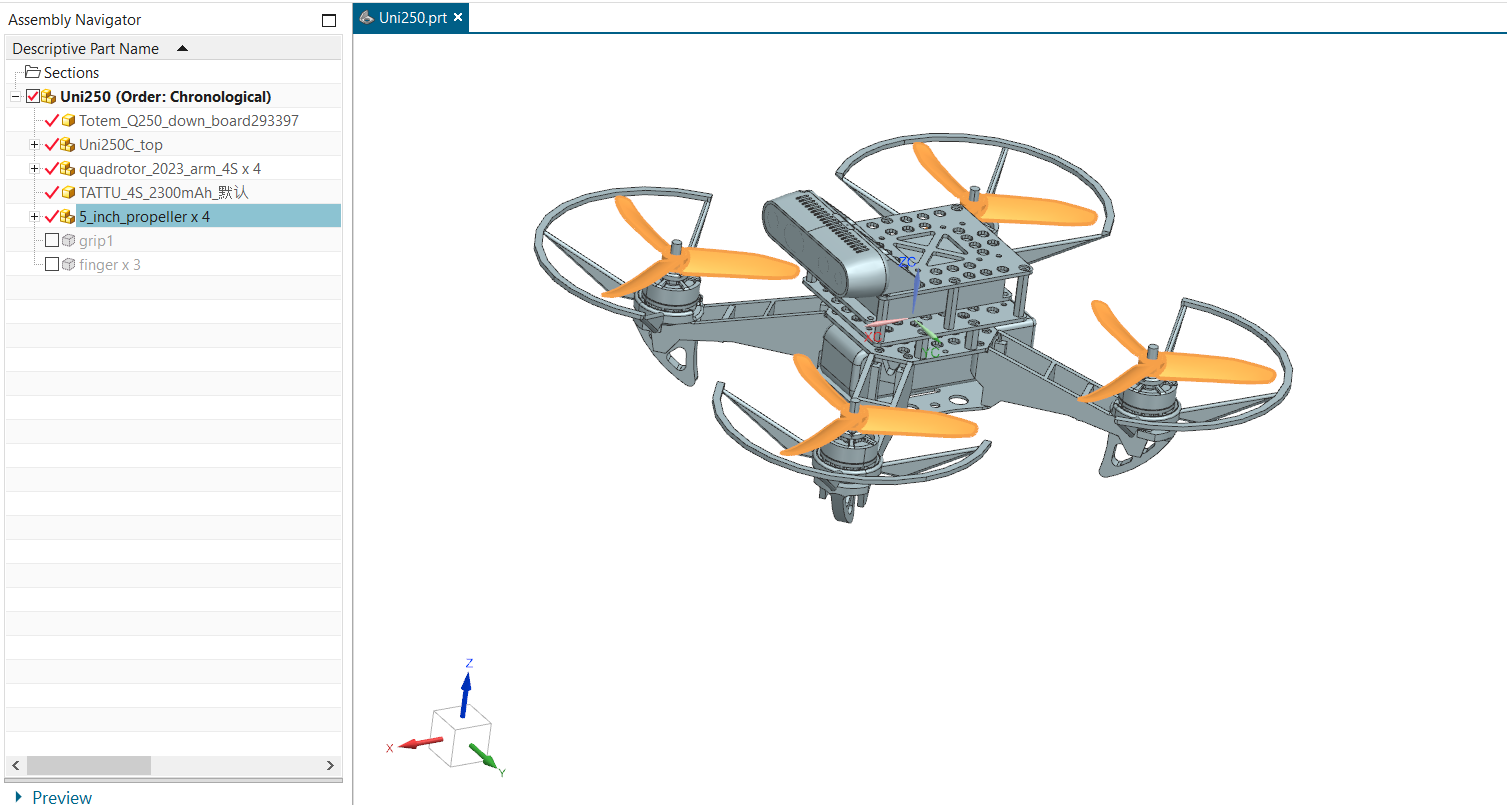 Assembly Navigator
Uni250.prt
Descriptive Part Name
Sections
Uni250 (Order: Chronological)
Totem_Q250_down_board293397
Uni250C_top
quadrotor_2023_arm_4S x 4
TATTU_4S_2300mAh_默认
5_inch_propeller x 4
grip1
finger x 3
ZC
XC
YC
Z
X
Y
Preview